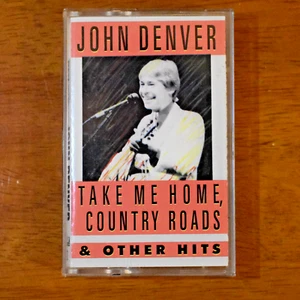 JOHN DENVER
TAKE ME HOME,
COUNTRY ROADS
& OTHER HITS